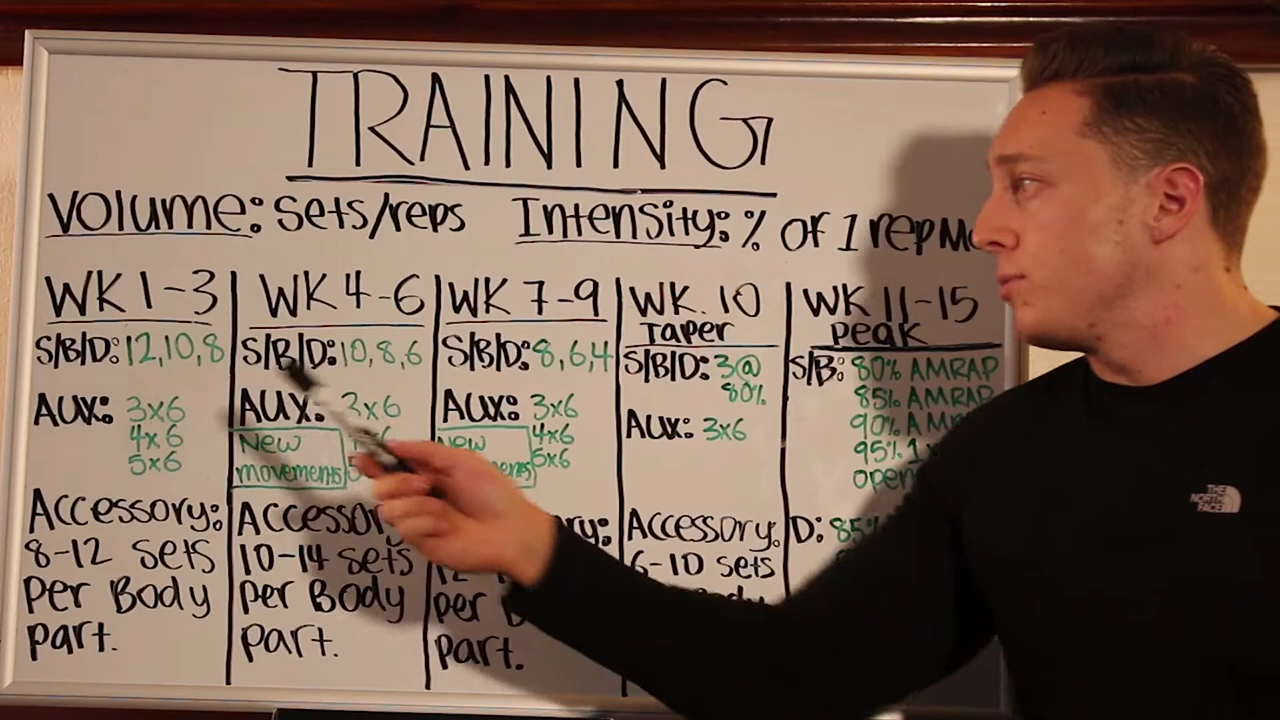 TRAINING
Volume: Sets/reps Intensity: % of 1 rep
WK 1-3
S/B/D: 12,10,8
AUX: 3x6
4x6
5x6
Accessory:
8-12 sets
Per Body
part.
WK 4-6
S/B/D: 10,8,6
AUX: 3x6
New
movements
10-14 sets
per Body
part.
WK 7-9
S/B/D: 8,6,4
AUX: 3x6
4x6
5x6
per
part.
WK. 10
Taper
S/B/D: 3@
80%
AUX: 3x6
Accessory:
6-10 sets
WK 11-15
Peak
S/B: 80% AMRAP
85% AMRAP
90%
95%
D:
THE
NORTH
FACE